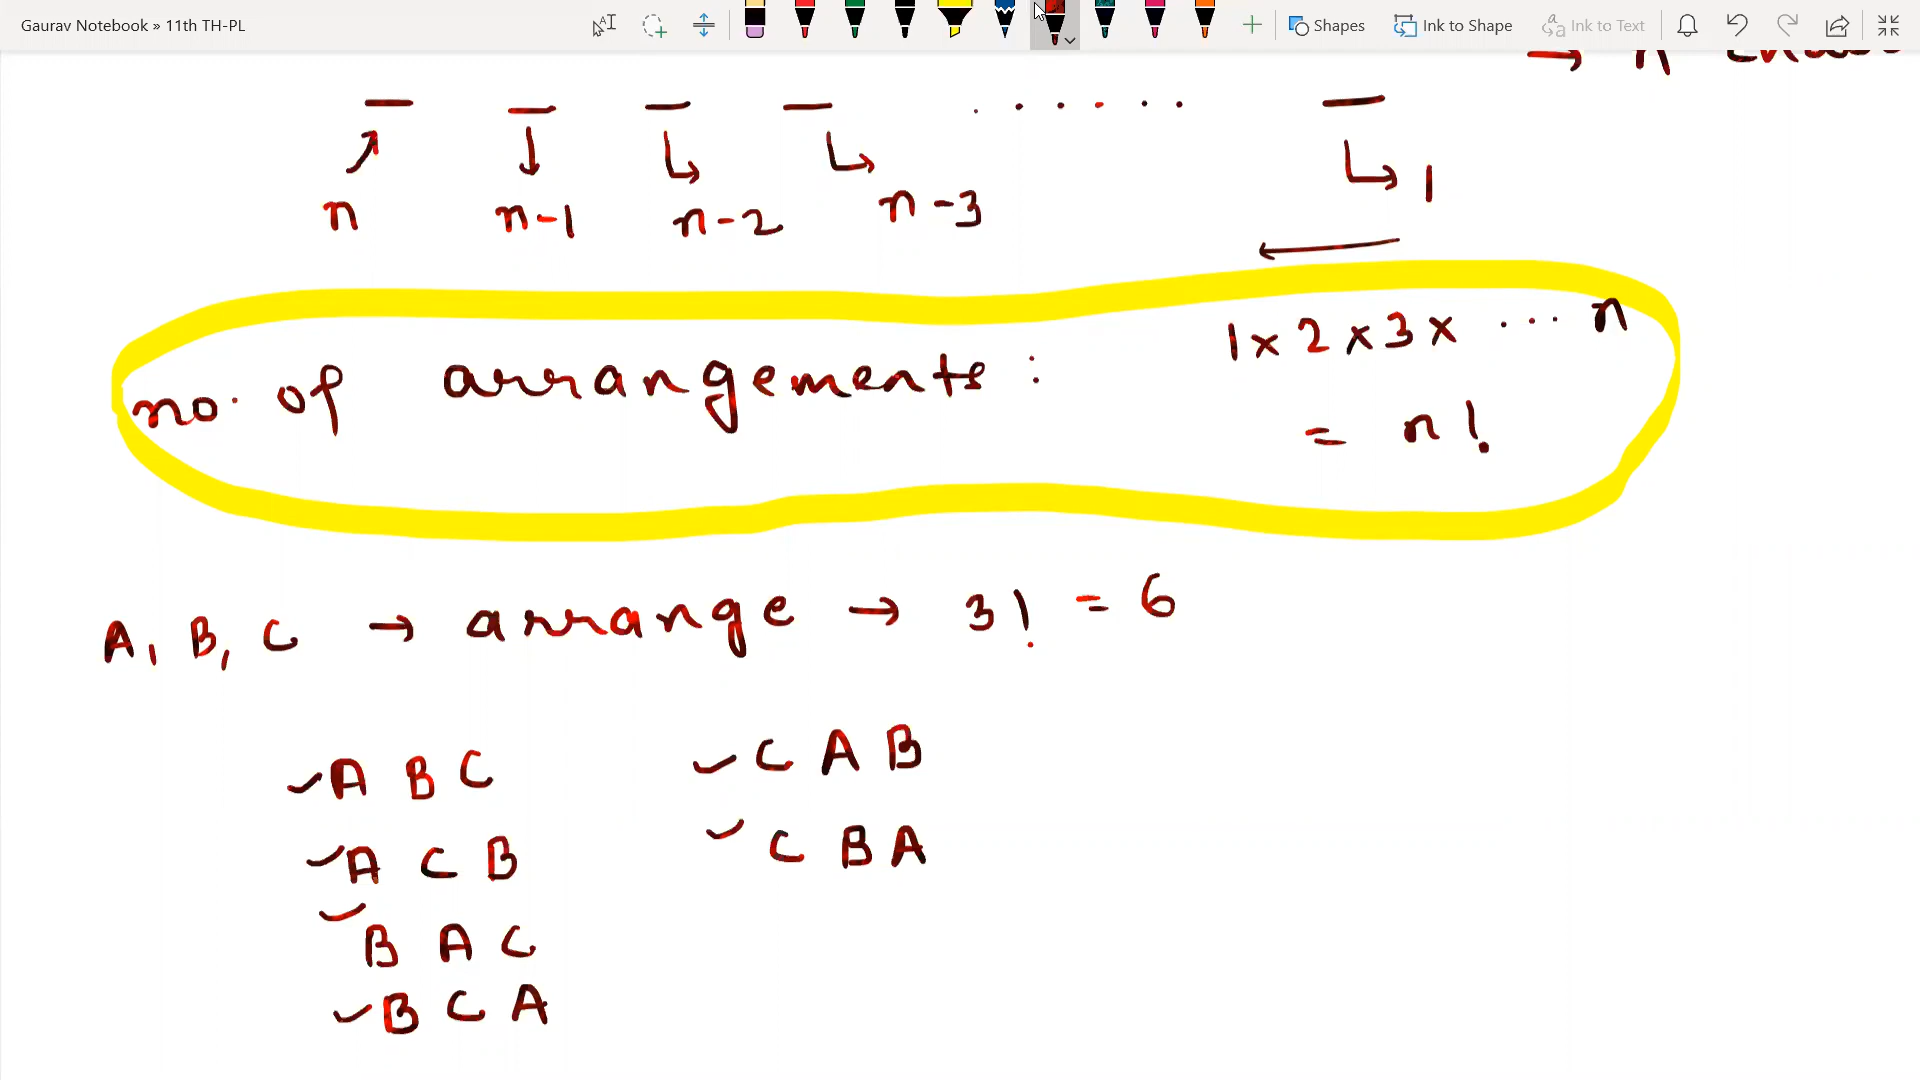 Gaurav Notebook » 11th TH-PL
Shapes
Ink to Shape
Ink to Text
→ n
n n-1 n-2 n-3 1
no. of arrangements : 1 x 2 x 3 x ... n
= n!
A, B, C → arrange → 3! = 6
A B C
A C B
B A C
B C A
C A B
C B A